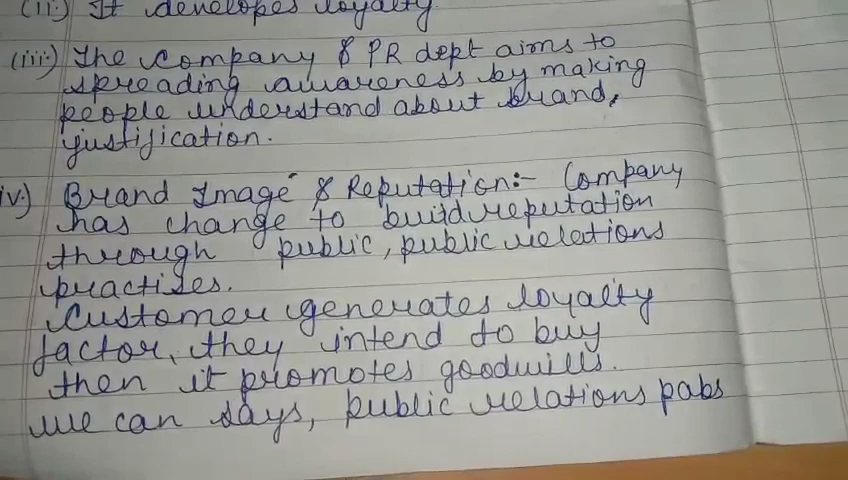 (ii) It developes loyalty
(iii) The company & PR dept aims to
spreading awareness by making
people understand about brand,
justification.
iv.) Brand Image & Reputation:- Company
has change to build reputation
through public, public relations
practises.
Customer generates loyalty
factor, they intend to buy
then it promotes goodwills.
we can says, public relations pabs